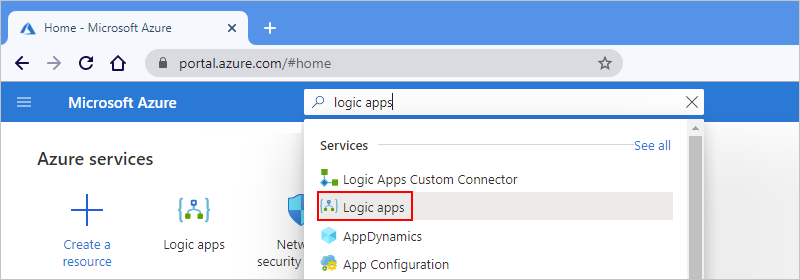 Home - Microsoft Azure
portal.azure.com/#home
Microsoft Azure
logic apps
Azure services
Services
See all
Logic Apps Custom Connector
Logic apps
AppDynamics
App Configuration
Create a
resource
Logic apps
security